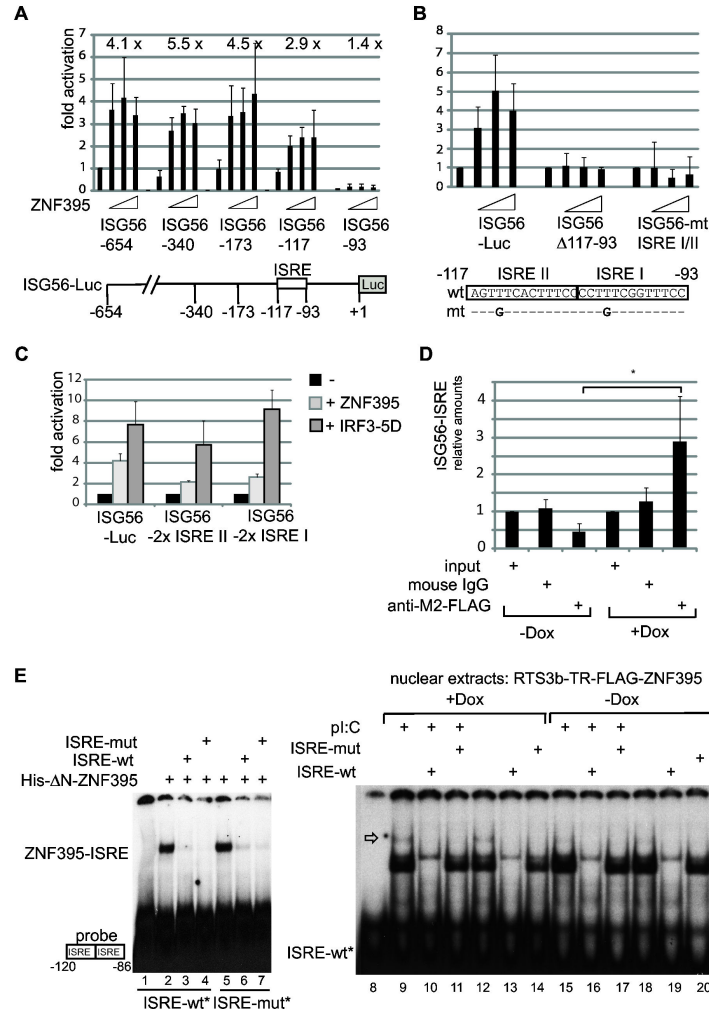 A
fold activation
7
6
5
4
3
2
1
0
4.1 x 5.5 x 4.5 x 2.9 x 1.4 x
ZNF395
ISG56 ISG56 ISG56 ISG56 ISG56
-654 -340 -173 -117 -93
ISG56-Luc
ISRE
Luc
-654 -340 -173 -117 -93 +1
B
8
7
6
5
4
3
2
1
0
ISG56 ISG56 ISG56-mt
-Luc Δ117-93 ISRE I/II
-117 ISRE II ISRE I -93
wt AGTTTCACTTTCC CCTTTCGGTTTCC
mt ---G-----------G--------
C
fold activation
12
10
8
6
4
2
0
-
+ ZNF395
+ IRF3-5D
ISG56 ISG56 ISG56
-Luc -2x ISRE II -2x ISRE I
D
ISG56-ISRE
relative amounts
4
3
2
1
0
*
input + +
mouse IgG + +
anti-M2-FLAG + +
-Dox +Dox
E
ISRE-mut + +
ISRE-wt + +
His-ΔN-ZNF395 + + + + + +
ZNF395-ISRE
probe
ISRE ISRE
-120 -86
1 2 3 4 5 6 7
ISRE-wt* ISRE-mut*
nuclear extracts: RTS3b-TR-FLAG-ZNF395
+Dox -Dox
pI:C + + + + + +
ISRE-mut + + + 
ISRE-wt + + + + +
ISRE-wt*
8 9 10 11 12 13 14 15 16 17 18 19 20